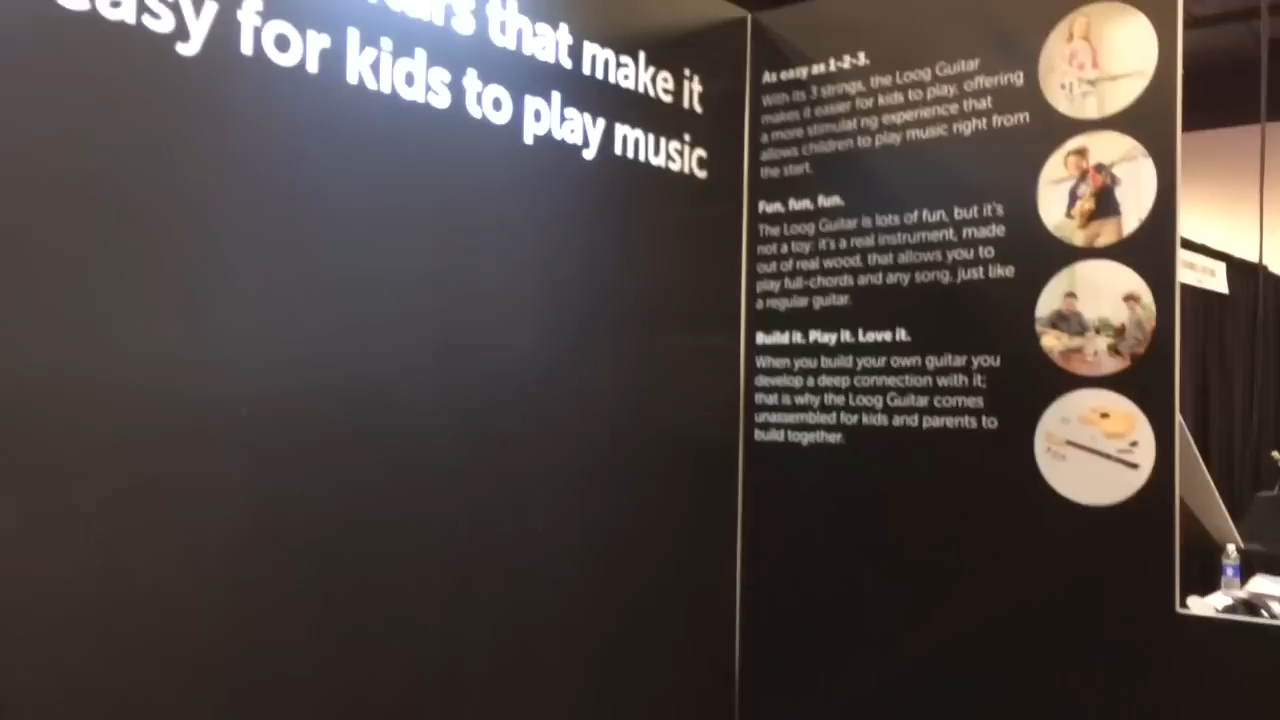 that make it
easy for kids to play music
As easy as 1-2-3.
With its 3 strings, the Loog Guitar
makes it easier for kids to play, offering
a more stimulating experience that
allows children to play music right from
the start.
Fun, fun, fun.
The Loog Guitar is lots of fun, but it's
not a toy: it's a real instrument, made
out of real wood, that allows you to
play full-chords and any song, just like
a regular guitar.
Build it. Play it. Love it.
When you build your own guitar you
develop a deep connection with it;
that is why the Loog Guitar comes
unassembled for kids and parents to
build together.